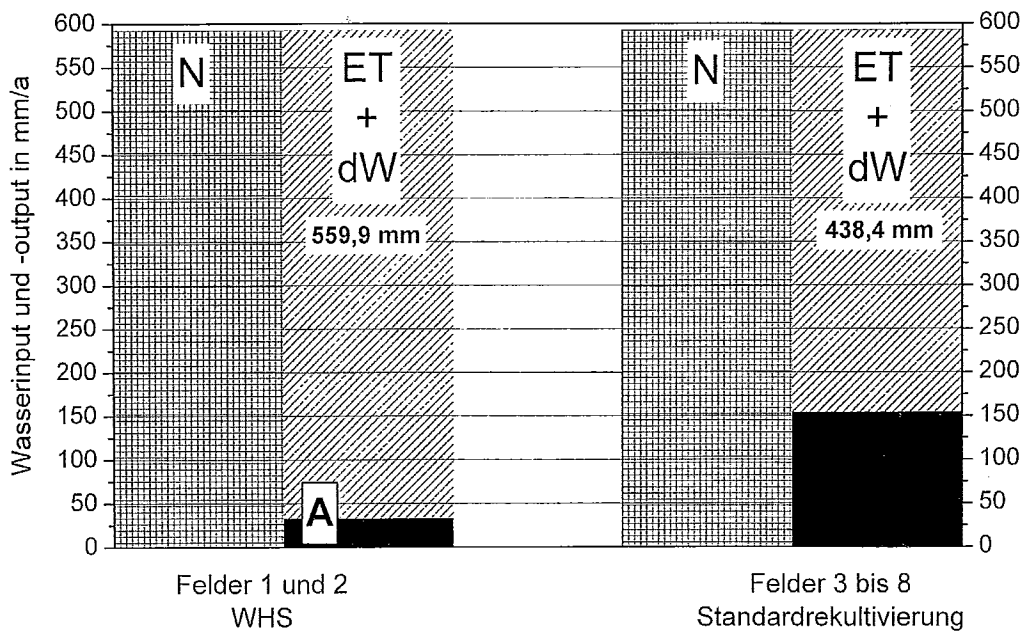 Wasserinput und -output in mm/a
600
550
500
450
400
350
300
250
200
150
100
50
0
N
ET
+
dW
559,9 mm
A
N
ET
+
dW
438,4 mm
600
550
500
450
400
350
300
250
200
150
100
50
0
Felder 1 und 2
WHS
Felder 3 bis 8
Standardrekultivierung